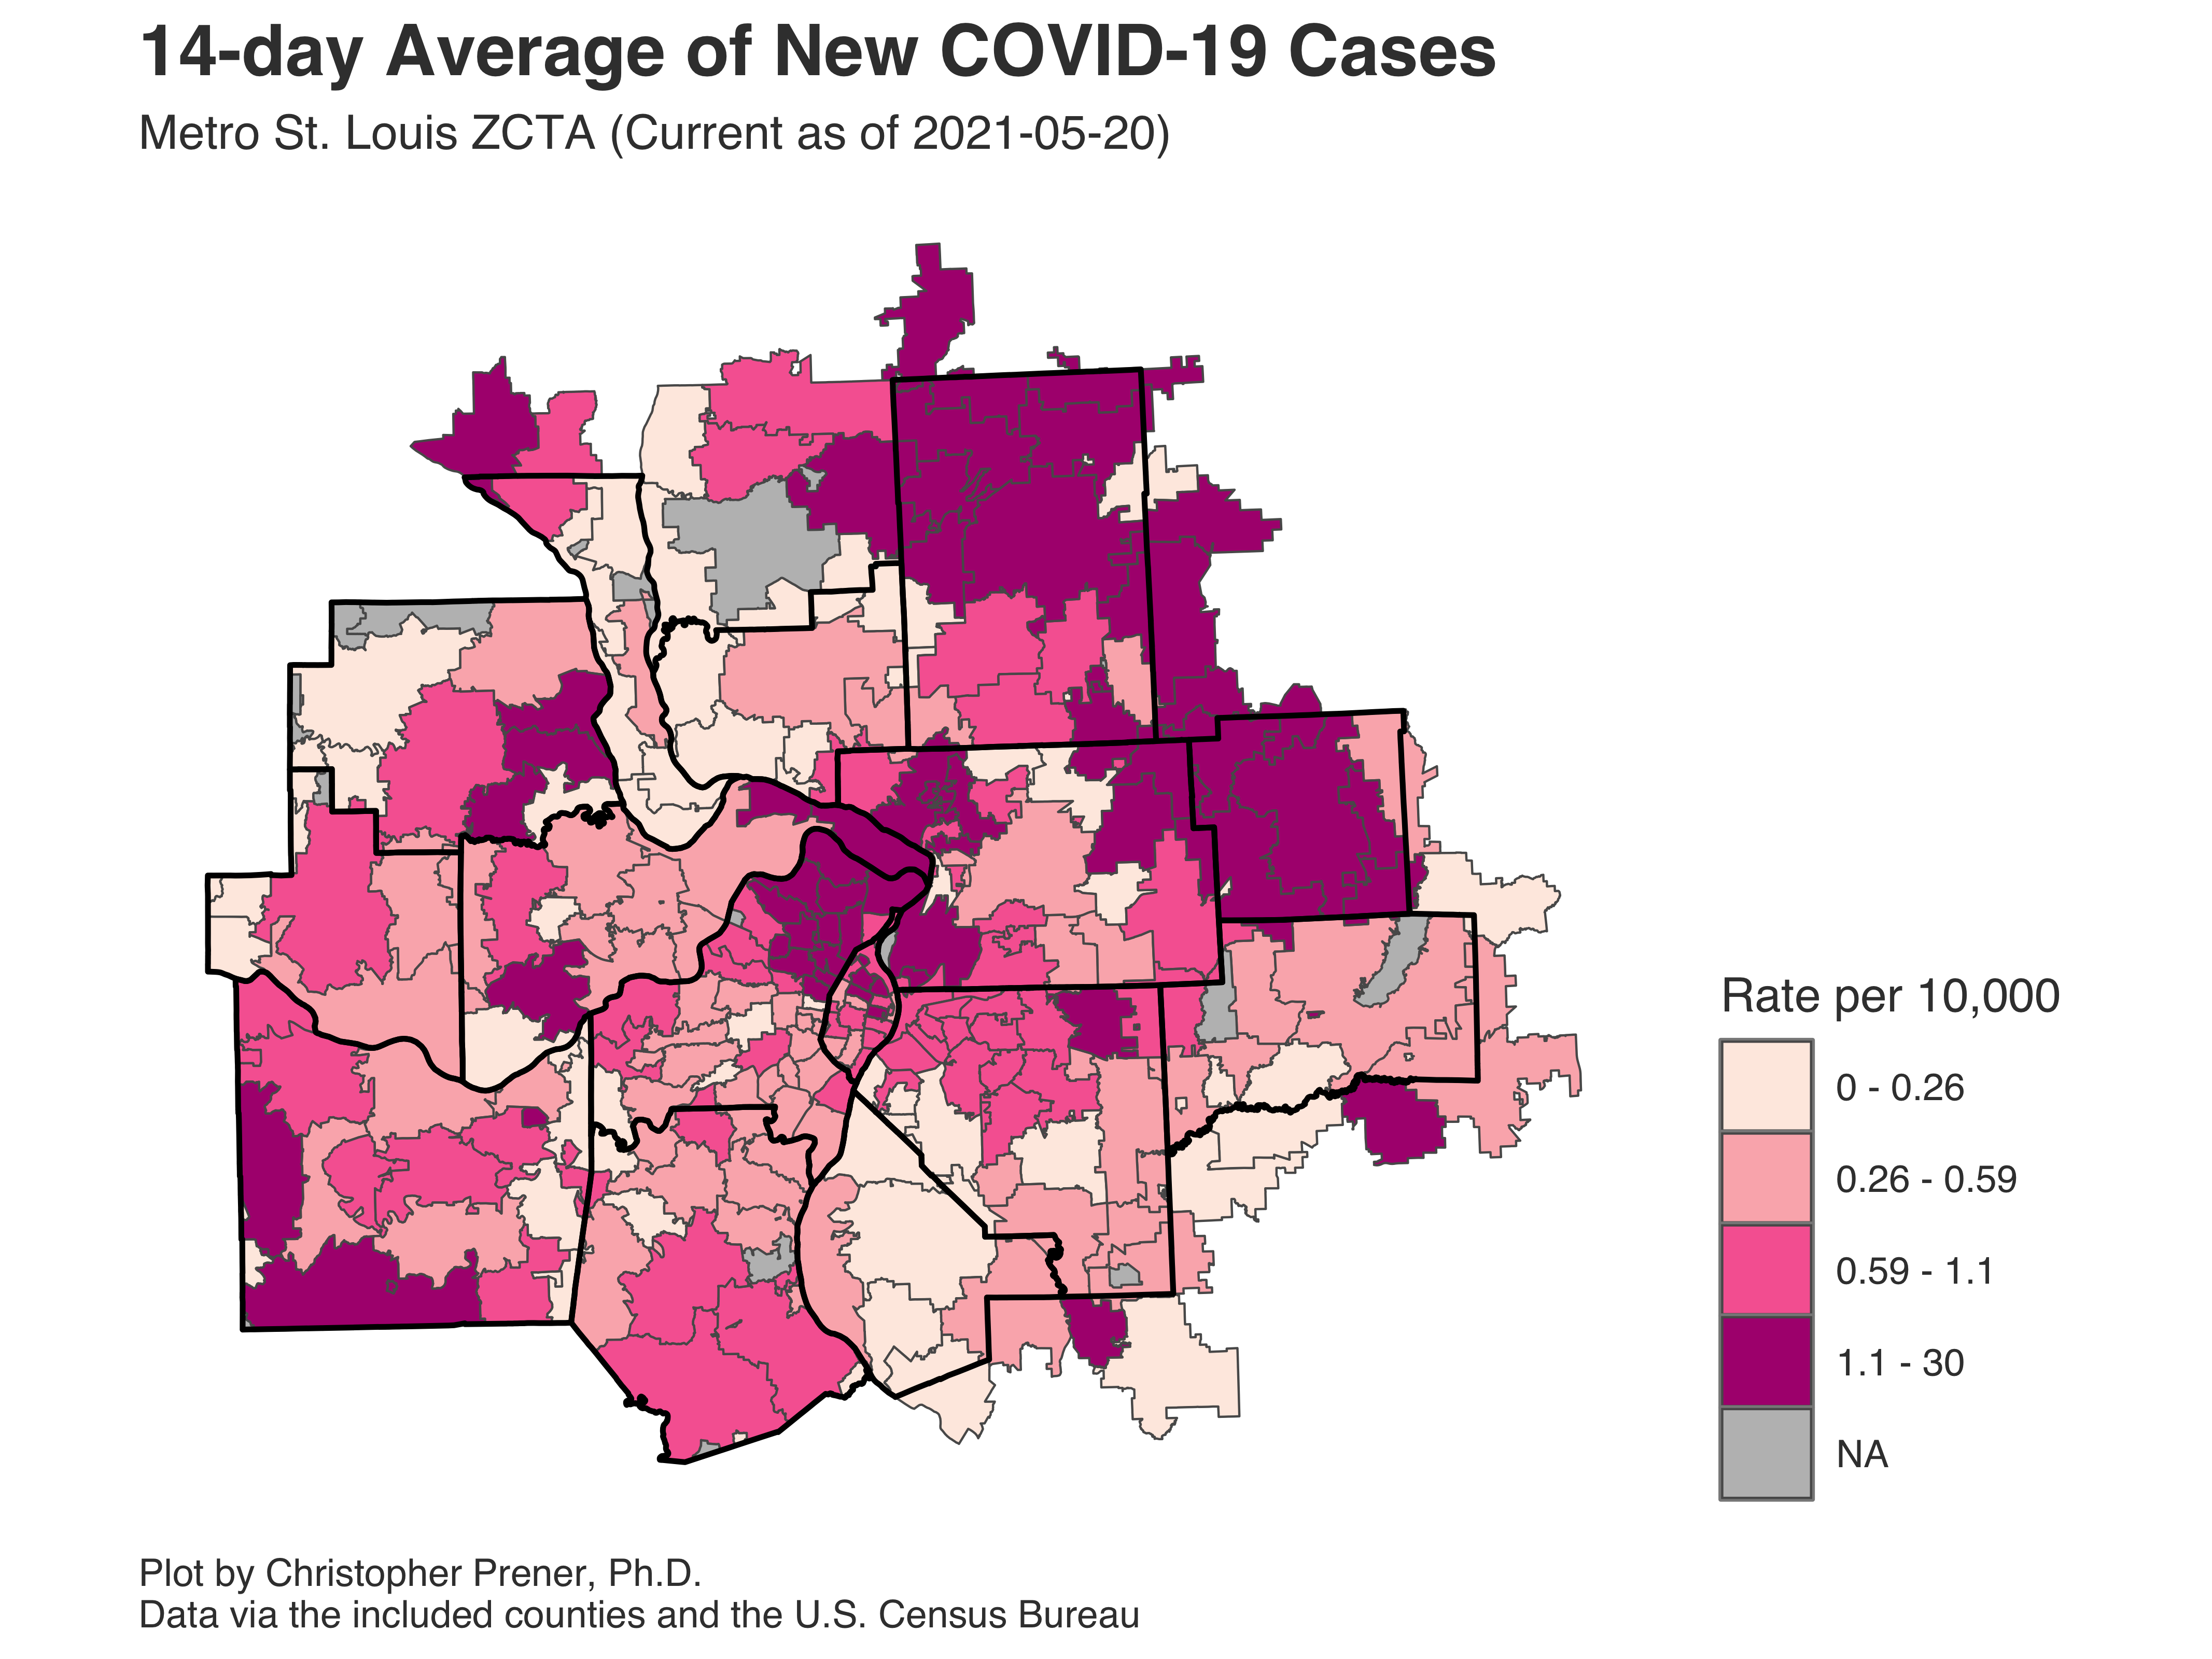 14-day Average of New COVID-19 Cases
Metro St. Louis ZCTA (Current as of 2021-05-20)
Rate per 10,000
0 - 0.26
0.26 - 0.59
0.59 - 1.1
1.1 - 30
NA
Plot by Christopher Prener, Ph.D.
Data via the included counties and the U.S. Census Bureau